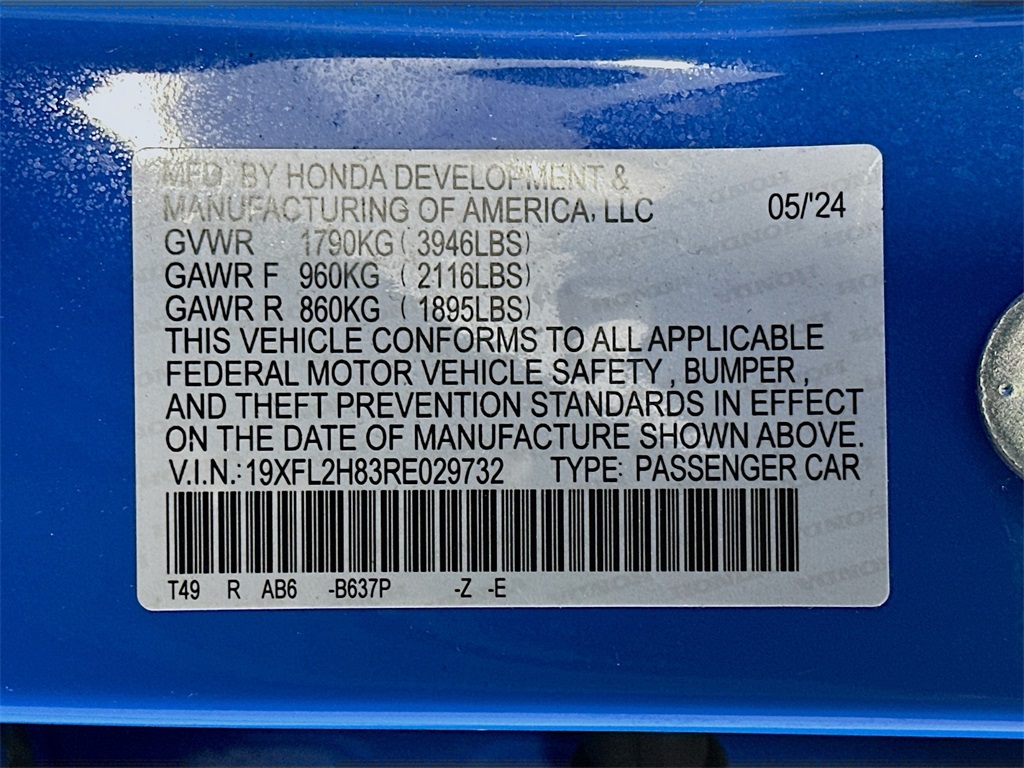 MFD. BY HONDA DEVELOPMENT &
MANUFACTURING OF AMERICA, LLC 05/'24
GVWR 1790KG ( 3946LBS)
GAWR F 960KG ( 2116LBS)
GAWR R 860KG ( 1895LBS)
THIS VEHICLE CONFORMS TO ALL APPLICABLE
FEDERAL MOTOR VEHICLE SAFETY , BUMPER ,
AND THEFT PREVENTION STANDARDS IN EFFECT
ON THE DATE OF MANUFACTURE SHOWN ABOVE.
V.I.N.: 19XFL2H83RE029732 TYPE: PASSENGER CAR
T49 R AB6 -B637P -Z -E